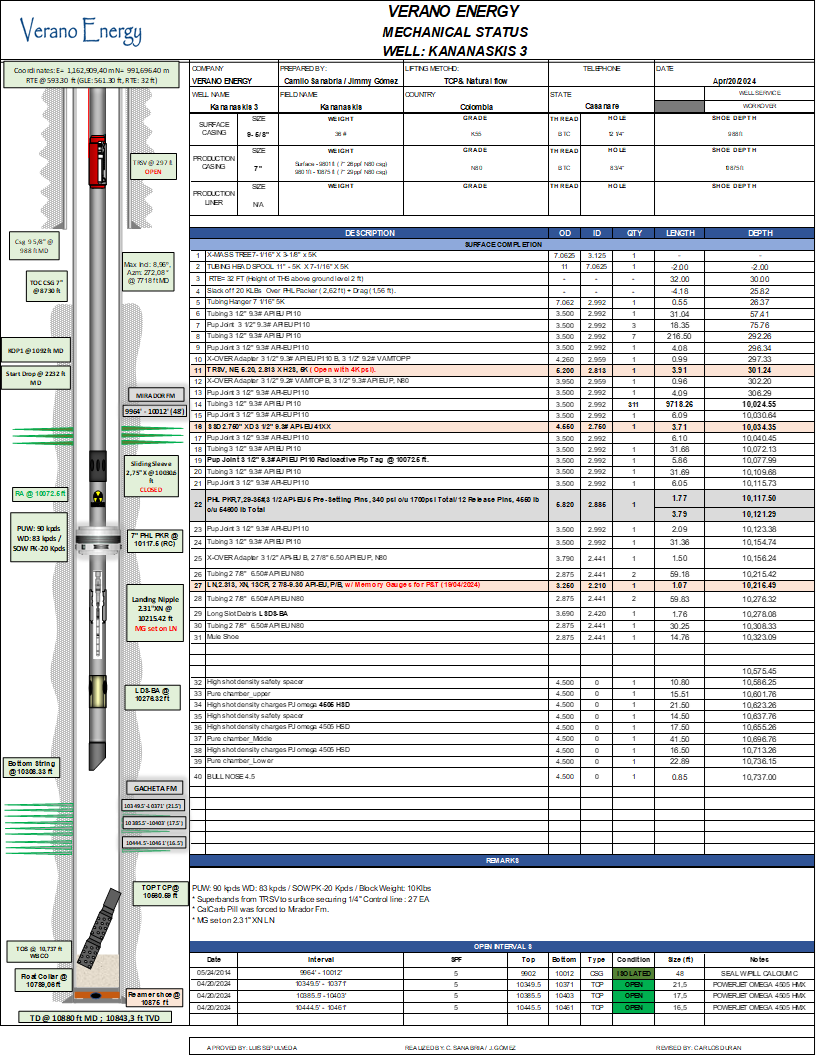 Verano Energy
VERANO ENERGY
MECHANICAL STATUS
WELL: KANANASKIS 3
Coordinates: E= 1,162,909,40 m N= 991,696.40 m
RTE @ 593.30 ft (GLE: 561.30 ft, RTE: 32 ft)
COMPANY PREPARED BY: LIFTING METOHD: TELEPHONE DATE
VERANO ENERGY Camilo Sanabria / Jimmy Gómez TCP& Natural flow Apr/20/2024
WELL NAME FIELD NAME COUNTRY STATE WELL SERVICE
Kananaskis 3 Kananaskis Colombia Casanare WORKOVER
SURFACE CASING SIZE WEIGHT GRADE THREAD HOLE SHOE DEPTH
9- 5/8" 36 # K55 BTC 12 1/4" 988 ft
PRODUCTION CASING SIZE WEIGHT GRADE THREAD HOLE SHOE DEPTH
7" Surface - 9801 ft ( 7" 26ppf N80 csg) N80 BTC 8 3/4" 10875 ft
9801 ft - 10875 ft ( 7" 29ppf N80 csg)
PRODUCTION LINER SIZE WEIGHT GRADE THREAD HOLE SHOE DEPTH
N/A
DESCRIPTION OD ID QTY LENGTH DEPTH
SURFACE COMPLETION
1 X-MASS TREE 7-1/16" X 3-1/8" x 5K 7.0625 3.125 1 - -
2 TUBING HEAD SPOOL 11" - 5K X 7-1/16" X 5K 11 7.0625 1 -2.00 -2.00
3 RTE= 32 FT (Height of THS above ground level 2 ft) - - - 32.00 30.00
4 Slack off 20 KLBs Over PHL Packer ( 2,62 ft) + Drag (1,56 ft). - - - -4.18 25.82
5 Tubing Hanger 7 1/16" 5K 7.062 2.992 1 0.55 26.37
6 Tubing 3 1/2" 9.3# API EU P110 3.500 2.992 1 31.04 57.41
7 Pup Joint 3 1/2" 9.3# API-EU P110 3.500 2.992 3 18.35 75.76
8 Tubing 3 1/2" 9.3# API EU P110 3.500 2.992 7 216.50 292.26
9 Pup Joint 3 1/2" 9.3# API-EU P110 3.500 2.992 1 4.08 296.34
10 X-OVER Adapter 3 1/2" 9.3# API EU P110 B, 3 1/2" 9.2# VAMTOPP 4.260 2.959 1 0.99 297.33
11 TRSV, NE, 5.20, 2.813 X H2S, 5K ( Open with 4Kpsi). 5.200 2.813 1 3.91 301.24
12 X-OVER Adapter 3 1/2" 9.2# VAMTOP B, 3 1/2" 9.3# API EU P, N80 3.950 2.959 1 0.96 302.20
13 Pup Joint 3 1/2" 9.3# API-EU P110 3.500 2.992 1 4.09 306.29
14 Tubing 3 1/2" 9.3# API EU P110 3.500 2.992 311 9718.26 10,024.55
15 Pup Joint 3 1/2" 9.3# API-EU P110 3.500 2.992 1 6.09 10,030.64
16 SSD 2.750" XD 3 1/2" 9.3# API-EU 41XX 4.550 2.750 1 3.71 10,034.35
17 Pup Joint 3 1/2" 9.3# API-EU P110 3.500 2.992 1 6.10 10,040.45
18 Tubing 3 1/2" 9.3# API EU P110 3.500 2.992 1 31.68 10,072.13
19 Pup Joint 3 1/2" 9.3# API-EU P110 Radioactive Pip Tag @ 10072.6 ft. 3.500 2.992 1 5.86 10,077.99
20 Tubing 3 1/2" 9.3# API EU P110 3.500 2.992 1 31.69 10,109.68
21 Pup Joint 3 1/2" 9.3# API-EU P110 3.500 2.992 1 6.05 10,115.73
22 PHL PKR,7,29-35#,3 1/2 API-EU 5 Pre-Setting Pins, 340 psi c/u 1700psi Total/ 12 Release Pins, 4550 lb c/u 54600 lb Total 5.820 2.885 1 1.77 10,117.50
3.79 10,121.29
23 Pup Joint 3 1/2" 9.3# API-EU P110 3.500 2.992 1 2.09 10,123.38
24 Tubing 3 1/2" 9.3# API EU P110 3.500 2.992 1 31.36 10,154.74
25 X-OVER Adapter 3 1/2" API-EU B, 2 7/8" 6.50 API EU P, N80 3.790 2.441 1 1.50 10,156.24
26 Tubing 2 7/8" 6.50# API EU N80 2.875 2.441 2 59.18 10,215.42
27 LN,2.313, XN, 13CR, 2 7/8-9.30 API-EU, P/B, w/ Memory Gauges for PS&T (19/04/2024) 3.250 2.210 1 1.07 10,216.49
28 Tubing 2 7/8" 6.50# API EU N80 2.875 2.441 2 59.83 10,276.32
29 Long Slot Debris LSDS-BA 3.690 2.420 1 1.76 10,278.08
30 Tubing 2 7/8" 6.50# API EU N80 2.875 2.441 1 30.25 10,308.33
31 Mule Shoe 2.875 2.441 1 14.76 10,323.09
10,575.45
32 High shot density safety spacer 4.500 0 1 10.80 10,586.25
33 Pure chamber_upper 4.500 0 1 15.51 10,601.76
34 High shot density charges PJ omega 4505 HSD 4.500 0 1 21.50 10,623.26
35 High shot density safety spacer 4.500 0 1 14.50 10,637.76
36 High shot density charges PJ omega 4505 HSD 4.500 0 1 17.50 10,655.26
37 Pure chamber_Middle 4.500 0 1 41.50 10,696.76
38 High shot density charges PJ omega 4505 HSD 4.500 0 1 16.50 10,713.26
39 Pure chamber_Lower 4.500 0 1 22.89 10,736.15
40 BULL NOSE 4.5 4.500 0 1 0.85 10,737.00
REMARKS
PUW: 90 kpds WD: 83 kpds / SOW PK-20 Kpds / Block Weight: 10 Klbs
* Superbands from TRSV to surface securing 1/4" Control line : 27 EA
* CalCarb Pill was forced to Mirador Fm.
* MG set on 2.31" XN LN
OPEN INTERVALS
Date Interval SPF Top Bottom Type Condition Size (ft) Notes
05/24/2014 9964' - 10012' 5 9902 10012 CSG ISOLATED 48 SEAL W/PILL CALCIUM C
04/20/2024 10349.5' - 1037' 5 10349.5 10371 TCP OPEN 21,5 POWERJET OMEGA 4505 HMX
04/20/2024 10385.5' - 10403' 5 10385.5 10403 TCP OPEN 17,5 POWERJET OMEGA 4505 HMX
04/20/2024 10444.5' - 1046' 5 10445.5 10461 TCP OPEN 16,5 POWERJET OMEGA 4505 HMX
APROVED BY: LUIS SEPULVEDA REALIZED BY: C. SANABRIA / J. GÓMEZ REVISED BY: CARLOS DURAN
TRSV @ 297 ft
OPEN
Csg 9 5/8" @
988 ft MD
Max Incl.: 8,96°,
Azm: 272,08°
@ 7718 ft MD
TOC CSG 7"
@ 8730 ft
KOP1 @ 1092 ft MD
Start Drop @ 2232 ft
MD
MIRADOR FM
9964' - 10012' (48')
Sliding Sleeve
2,75" X @ 10030.6
ft
CLOSED
RA @ 10072.6 ft
PUW: 90 kpds
WD: 83 kpds /
SOW PK-20 Kpds
7" PHL PKR @
10117.5 (RC)
Landing Nipple
2.31"XN @
10215.42 ft
MG set on LN
LDS-BA @
10276.32 ft
Bottom String
@ 10308.33 ft
GACHETA FM
10349.5'-10371' (21.5')
10385.5'-10403' (17.5')
10444.5'-10461' (16.5')
TOP TCP @
10580.59 ft
TOS @ 10,737 ft
WSCO
Float Collar @
10789,06 ft
Reamer shoe @
10875 ft
TD @ 10880 ft MD ; 10843,3 ft TVD